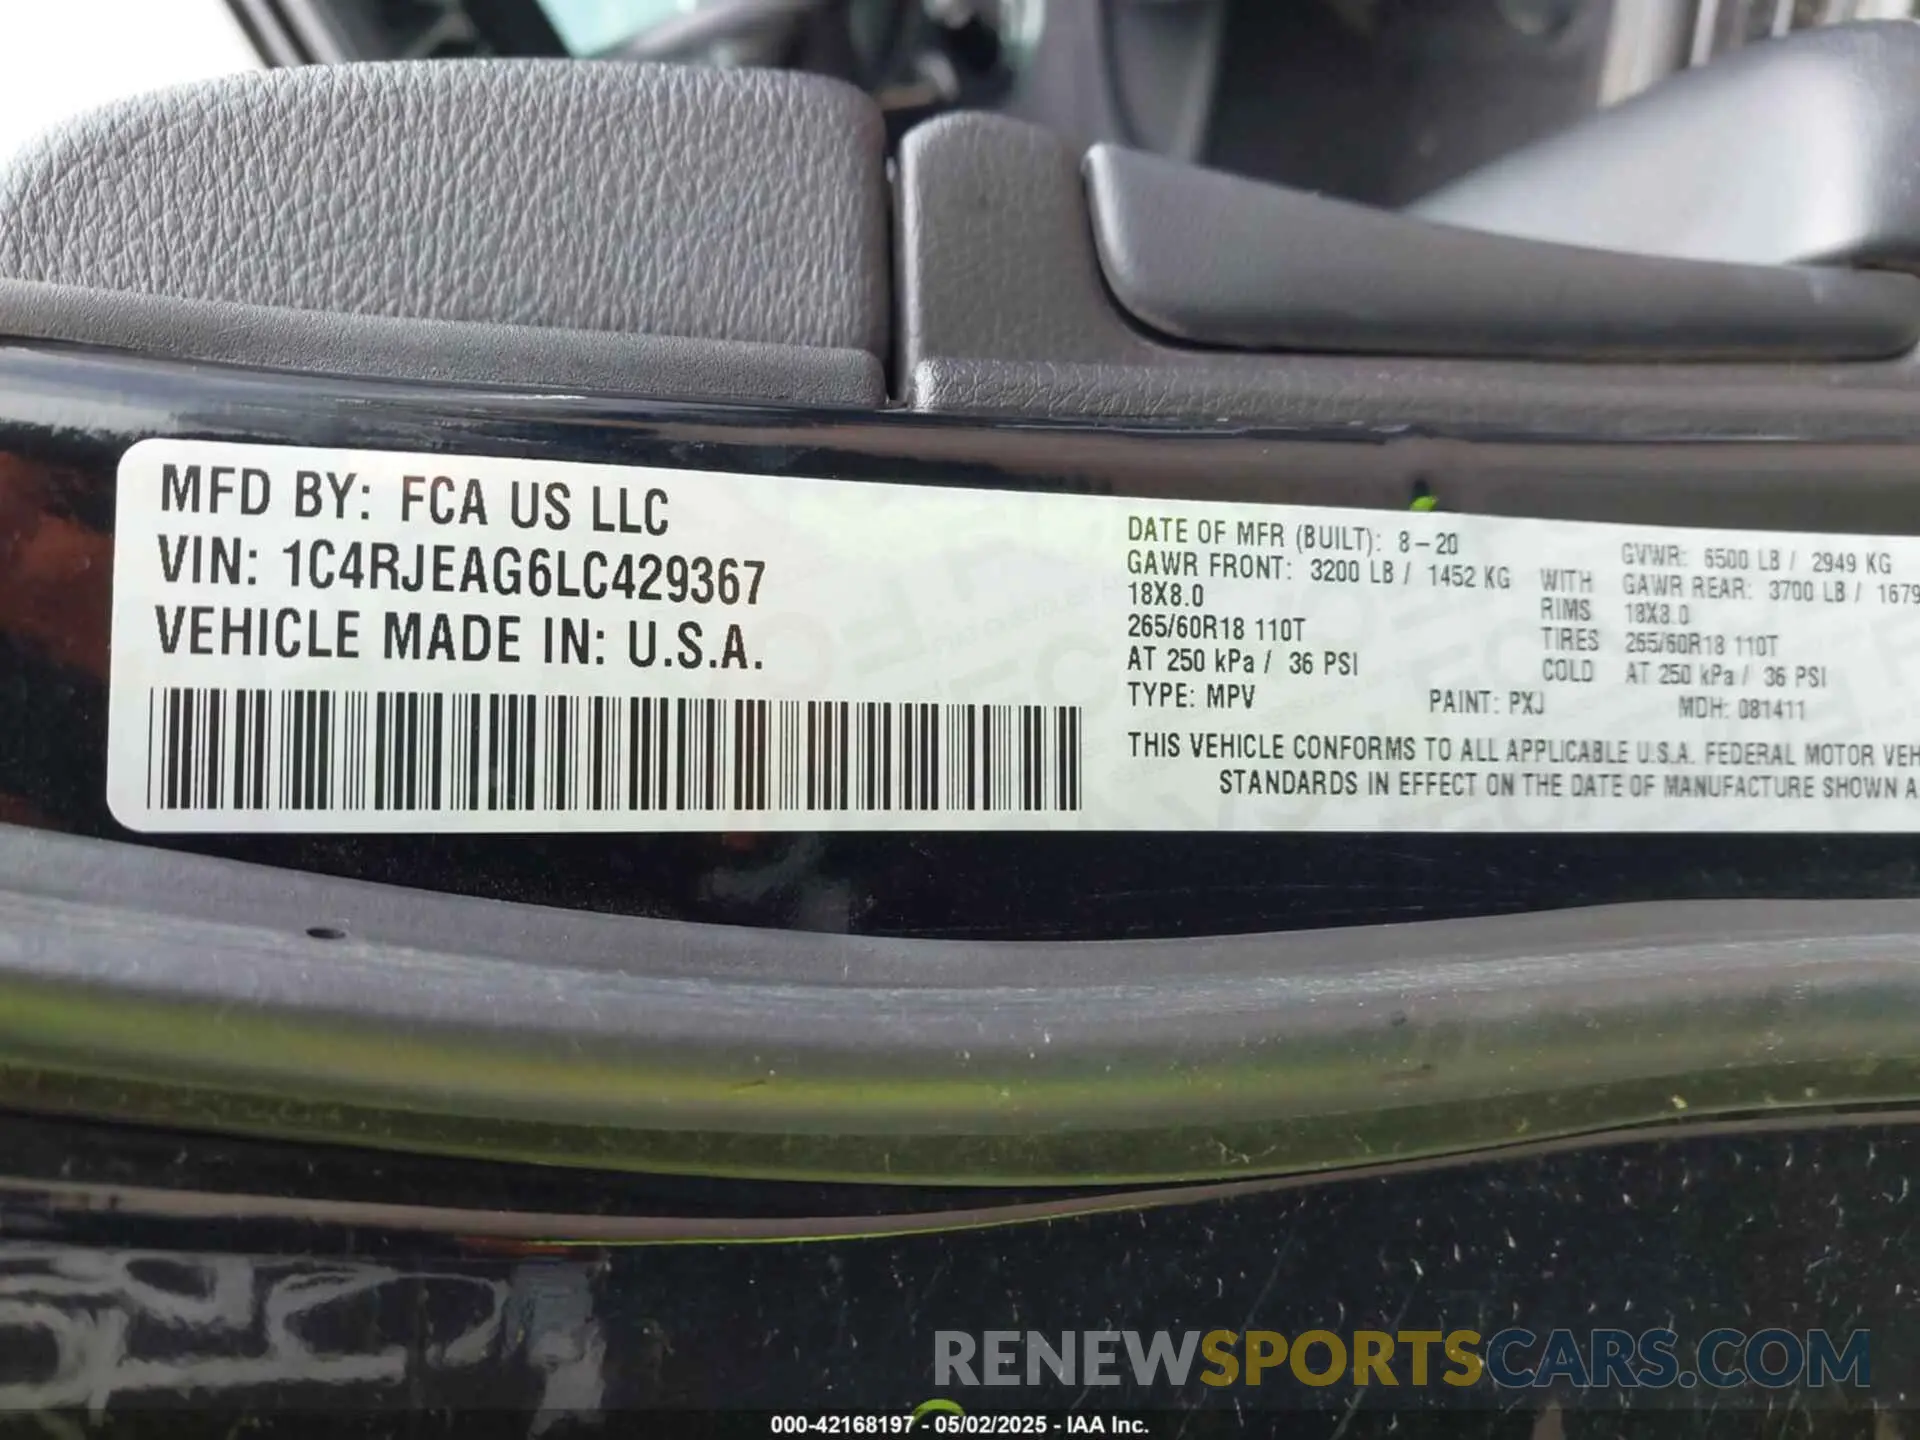 MFD BY: FCA US LLC
VIN: 1C4RJEAG6LC429367
VEHICLE MADE IN: U.S.A.
DATE OF MFR (BUILT): 8-20 GVWR: 6500 LB / 2949 KG
GAWR FRONT: 3200 LB / 1452 KG WITH GAWR REAR: 3700 LB / 1679
18X8.0 RIMS 18X8.0
265/60R18 110T TIRES 265/60R18 110T
AT 250 kPa / 36 PSI COLD AT 250 kPa / 36 PSI
TYPE: MPV PAINT: PXJ MDH: 081411
THIS VEHICLE CONFORMS TO ALL APPLICABLE U.S.A. FEDERAL MOTOR VEH
STANDARDS IN EFFECT ON THE DATE OF MANUFACTURE SHOWN A
RENEWSPORTSCARS.COM
000-42168197 - 05/02/2025 - IAA Inc.